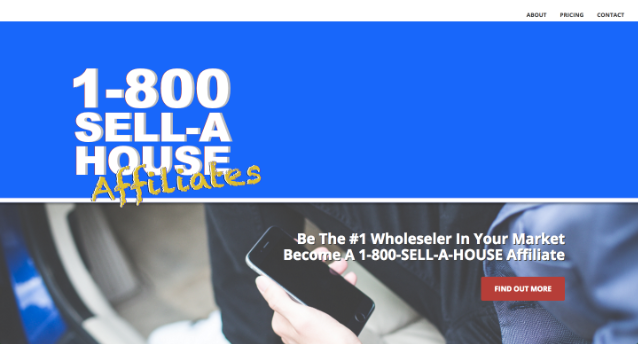 ABOUT PRICING CONTACT
1-800
SELL-A
HOUSE
Affiliates
Be The #1 Wholeseler In Your Market
Become A 1-800-SELL-A-HOUSE Affiliate
FIND OUT MORE